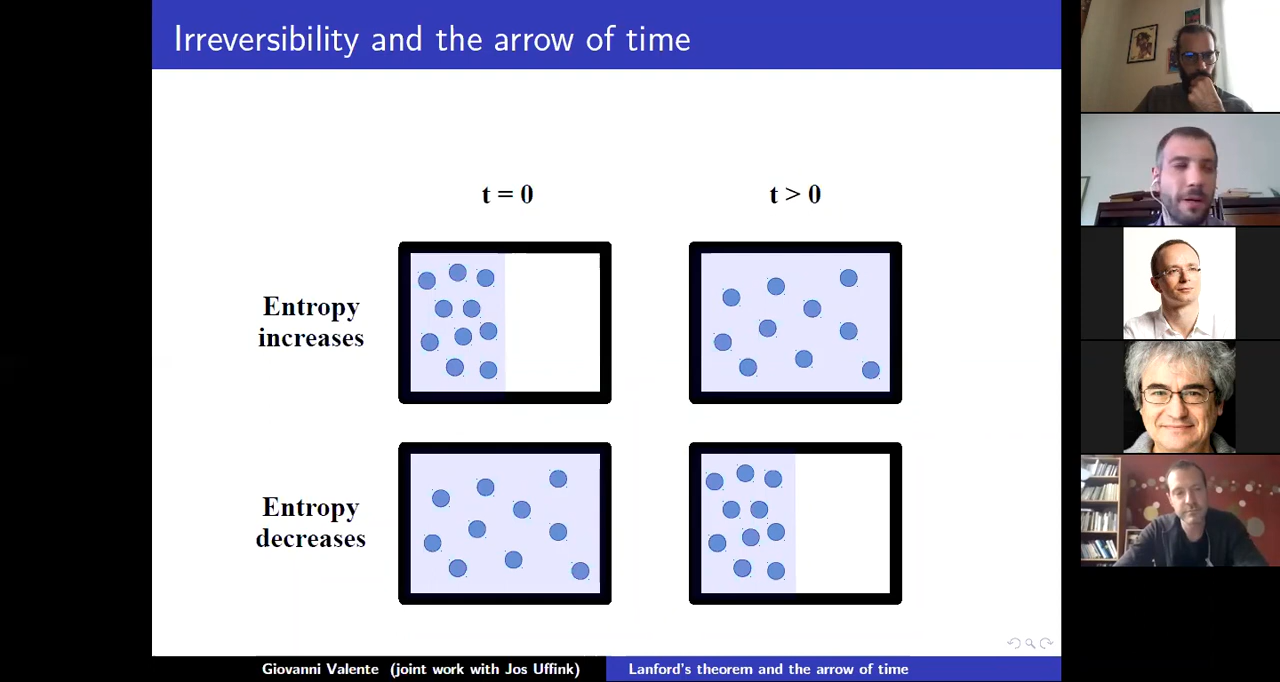 Irreversibility and the arrow of time
t = 0
t > 0
Entropy
increases
Entropy
decreases
Giovanni Valente (joint work with Jos Uffink)
Lanford's theorem and the arrow of time